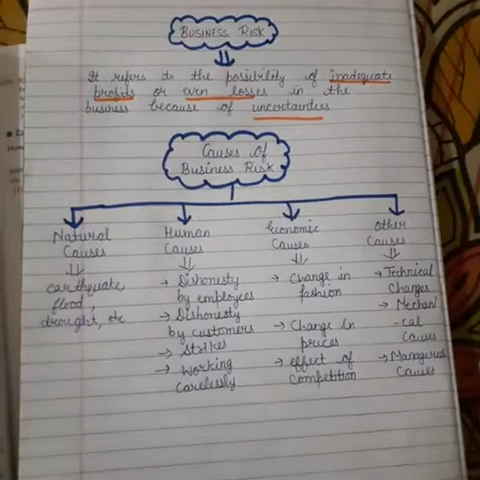 BUSINESS RISK
It refers to the posibility of inadequate
profits or even losses in the
business because of uncertainties
Causes of
Business Risk
Natural
Causes
earthquate,
flood,
drought, etc
Human
Causes
→ Dishonesty
by employees
→ Dishonesty
by customers
→ Strikes
→ Working
carelessly
Economic
Causes
→ Change in
fashion
→ Change in
prices
→ effect of
Competition
Other
Causes
→ Technical
Changes
→ Mechani
-cal
Causes
→ Managerial
Causes